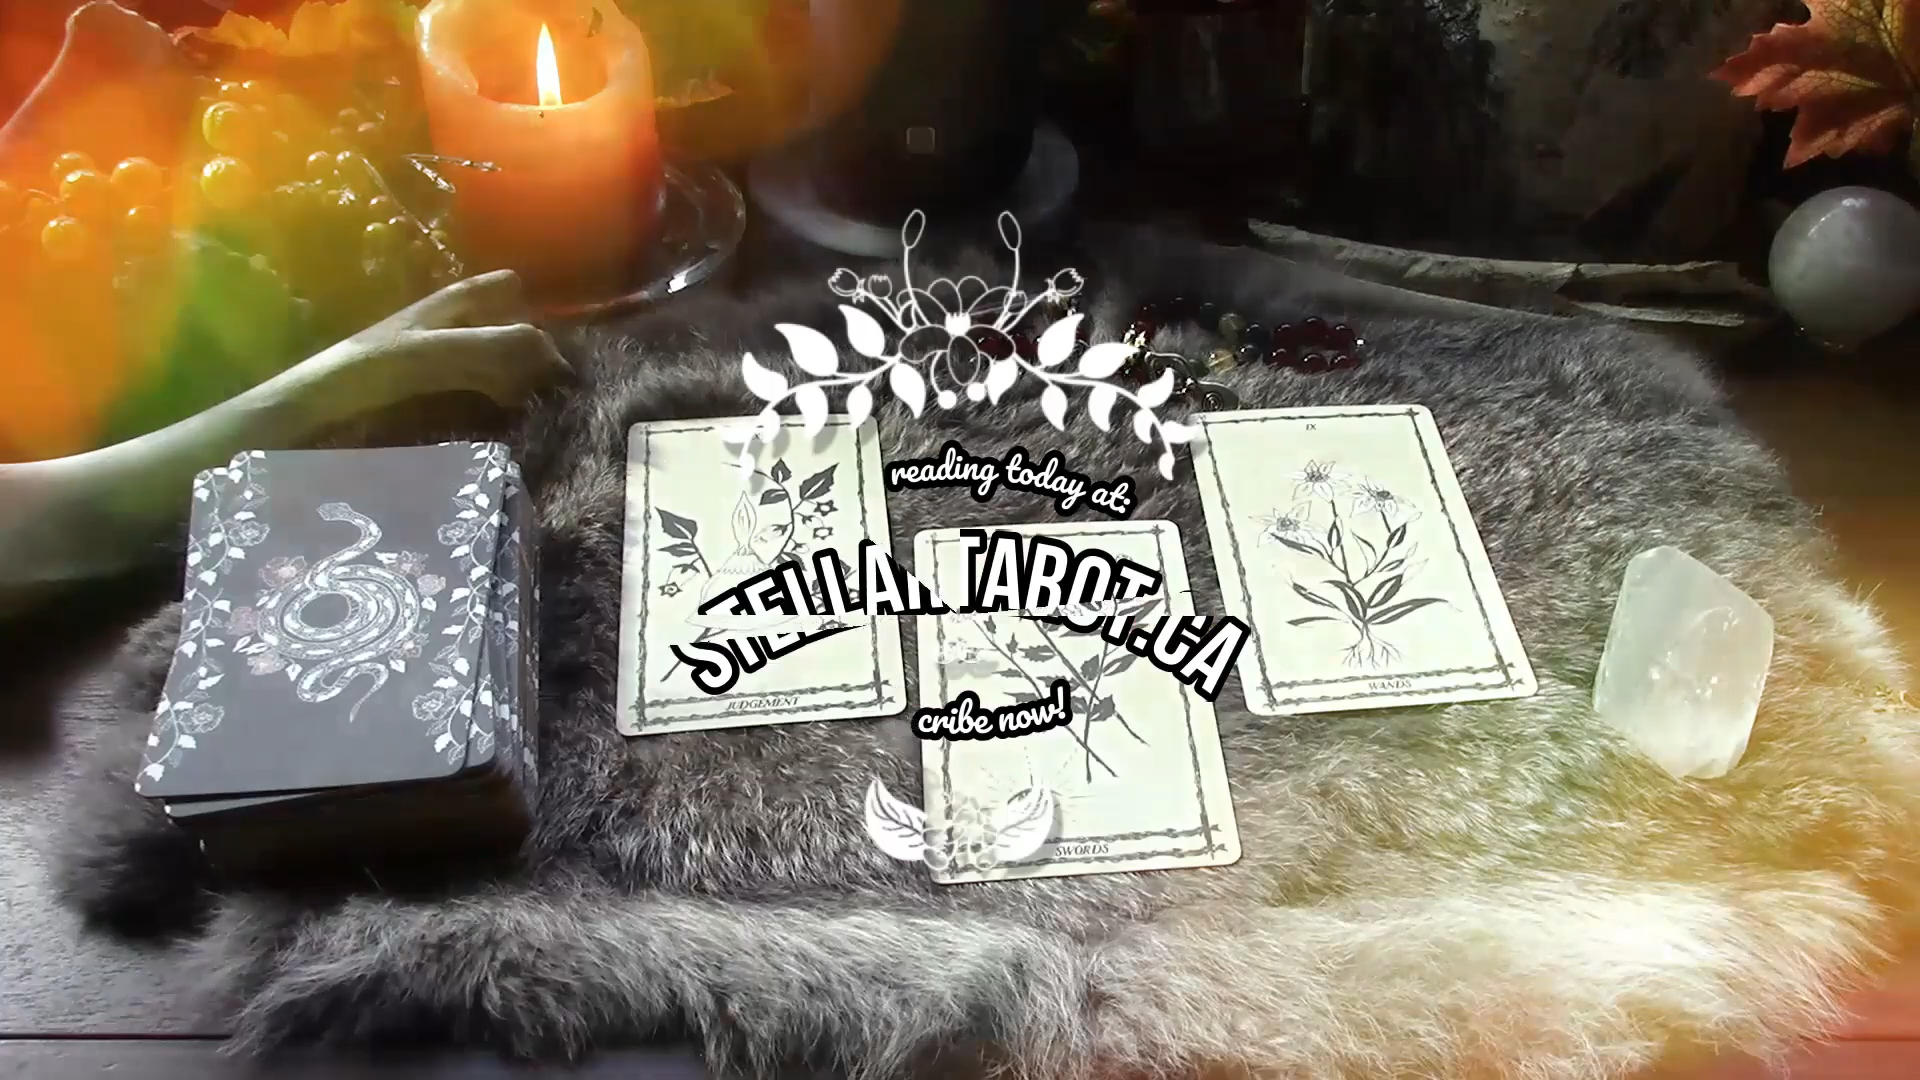 reading today at:
STELLARTAROT.CA
cribe now!
IX
JUDGEMENT
WANDS
SWORDS